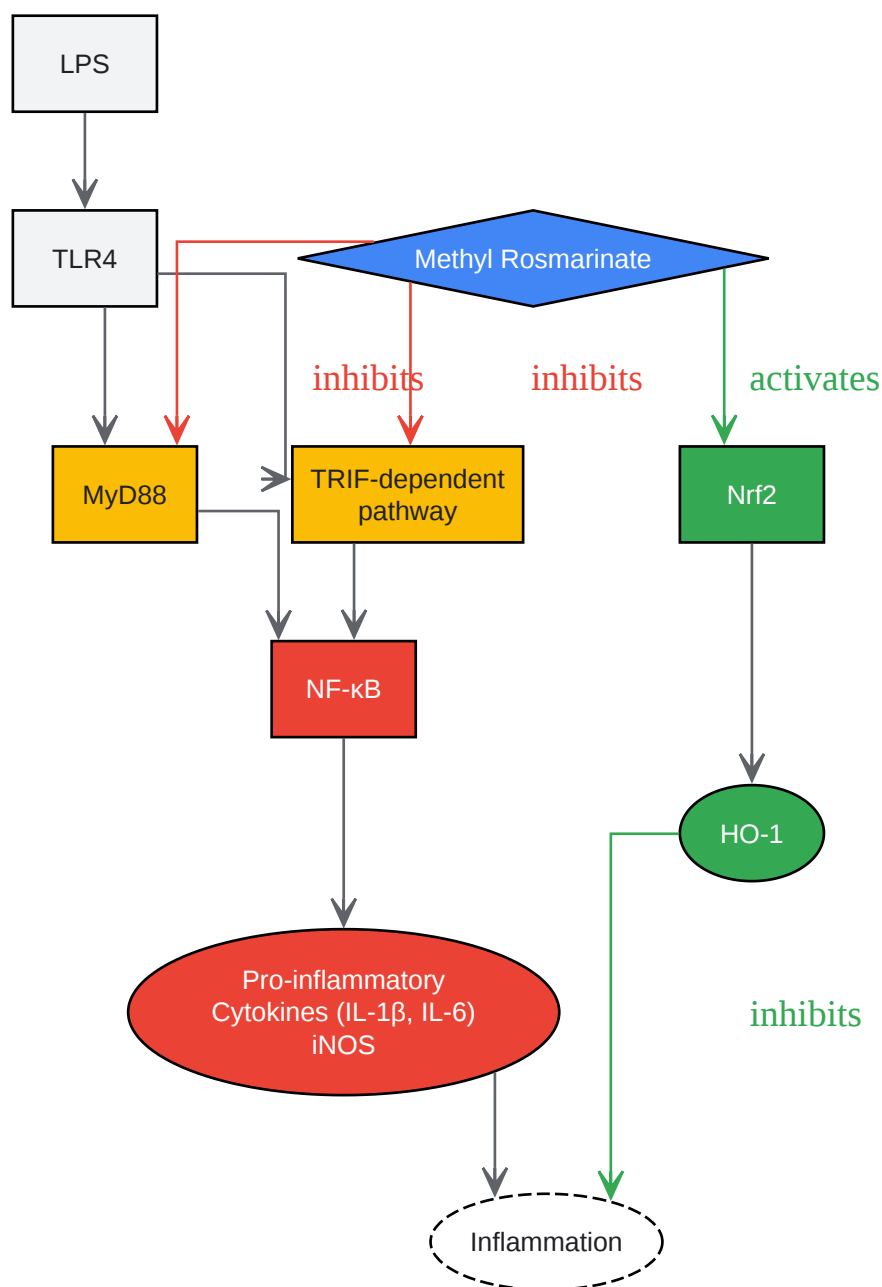 LPS
TLR4
Methyl Rosmarinate
inhibits
inhibits
activates
MyD88
TRIF-dependent
pathway
Nrf2
NF-κB
HO-1
Pro-inflammatory
Cytokines (IL-1β, IL-6)
iNOS
inhibits
Inflammation